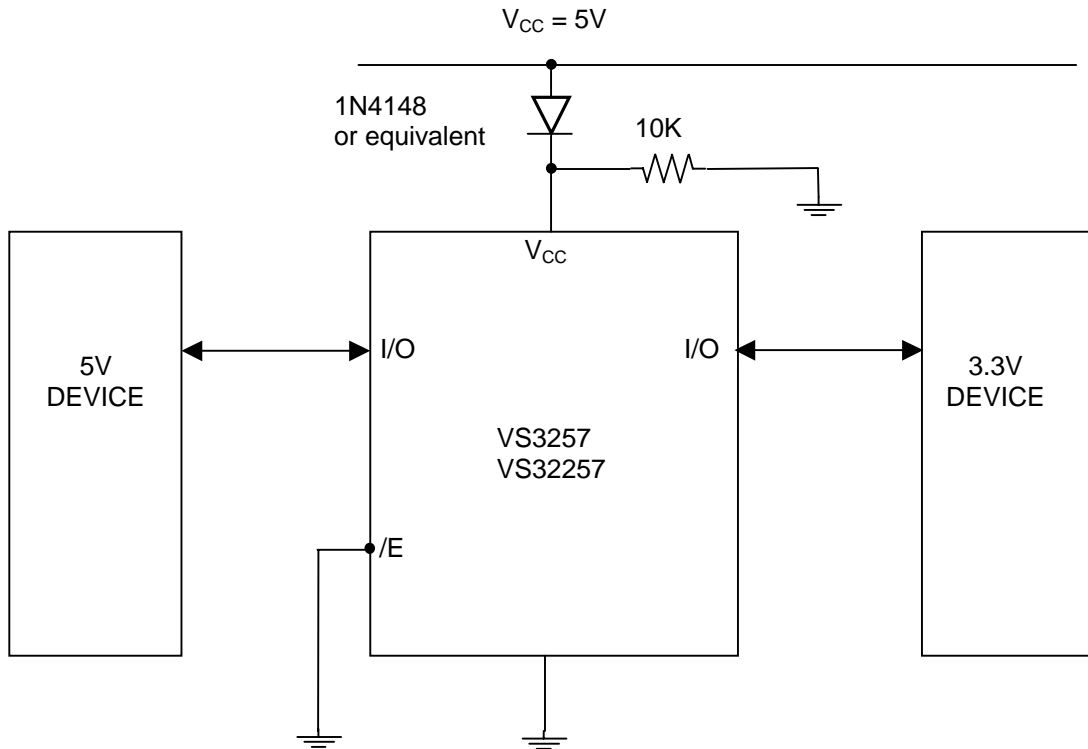 V_CC = 5V
1N4148
or equivalent
10K
V_CC
I/O
I/O
5V
DEVICE
3.3V
DEVICE
VS3257
VS32257
/E